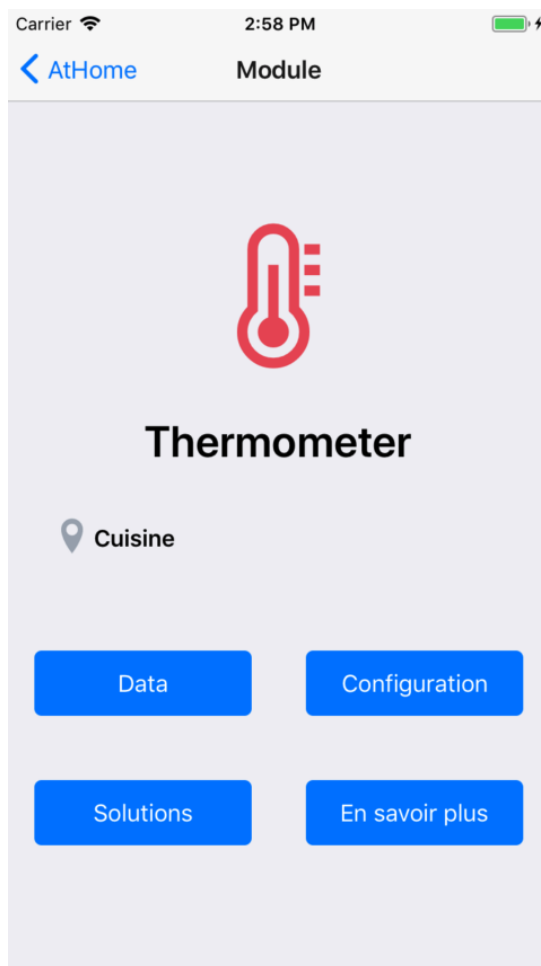 Carrier 2:58 PM
AtHome Module
Thermometer
Cuisine
Data Configuration
Solutions En savoir plus